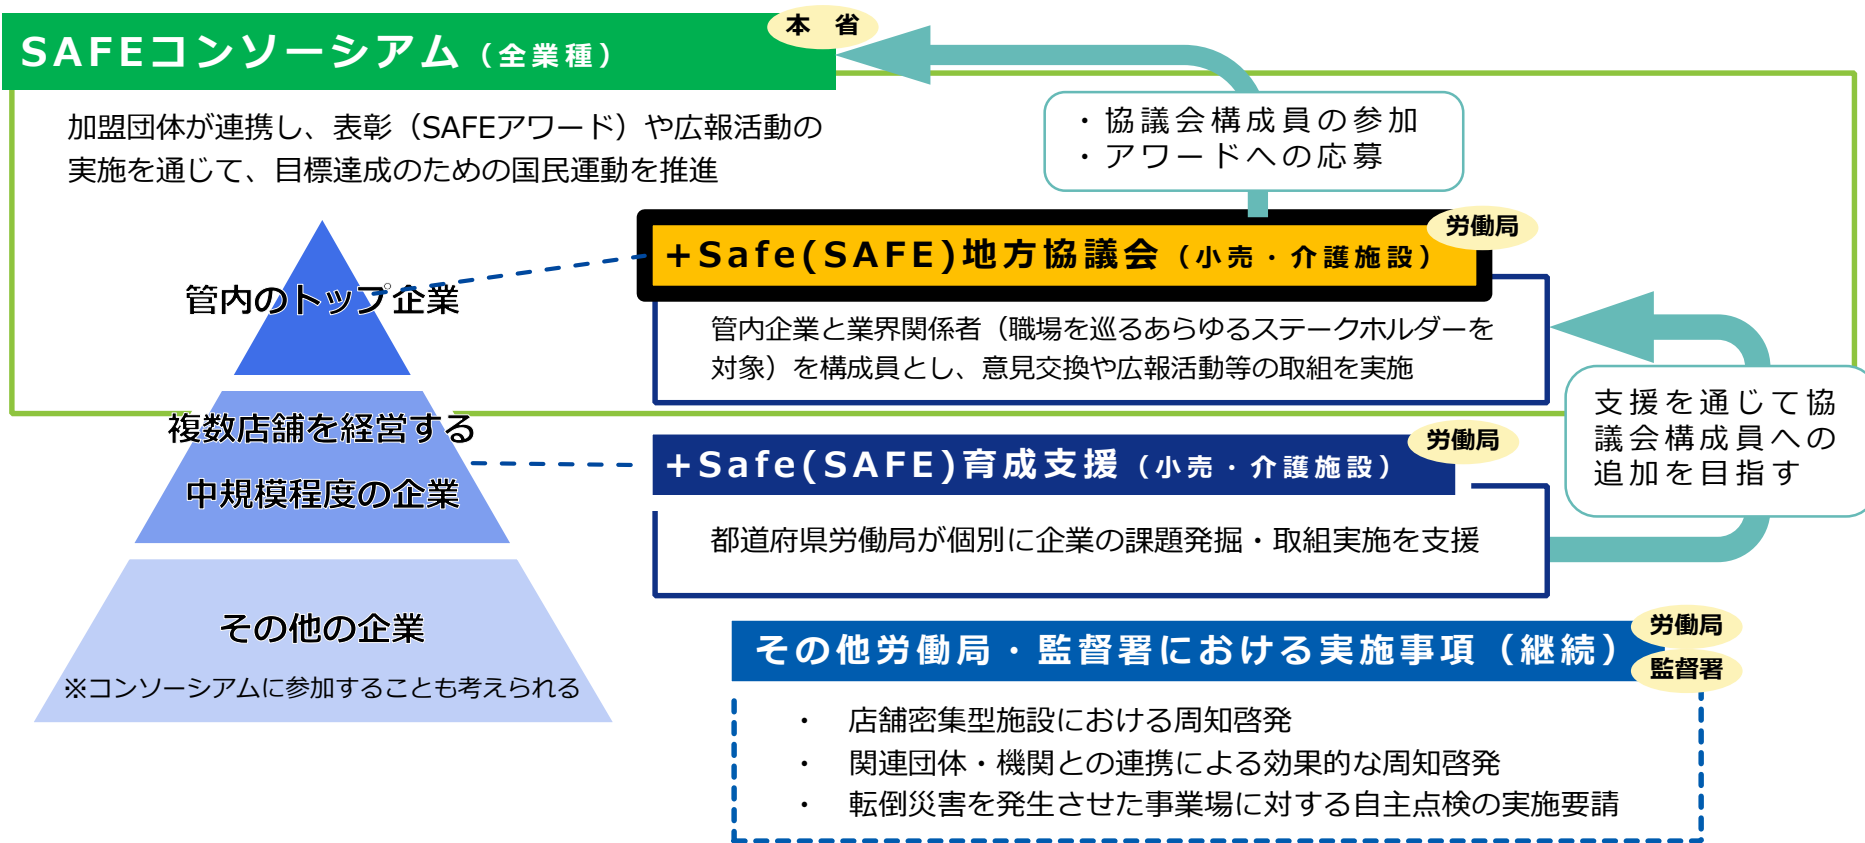 本　省
SAFEコンソーシアム（全業種）
加盟団体が連携し、表彰（SAFEアワード）や広報活動の
実施を通じて、目標達成のための国民運動を推進
・協議会構成員の参加
・アワードへの応募
管内のトップ企業
複数店舗を経営する
中規模程度の企業
その他の企業
※コンソーシアムに参加することも考えられる
労働局
+Safe(SAFE)地方協議会（小売・介護施設）
管内企業と業界関係者（職場を巡るあらゆるステークホルダーを
対象）を構成員とし、意見交換や広報活動等の取組を実施
支援を通じて協
議会構成員への
追加を目指す
労働局
+Safe(SAFE)育成支援（小売・介護施設）
都道府県労働局が個別に企業の課題発掘・取組実施を支援
労働局
監督署
その他労働局・監督署における実施事項（継続）
・　店舗密集型施設における周知啓発
・　関連団体・機関との連携による効果的な周知啓発
・　転倒災害を発生させた事業場に対する自主点検の実施要請